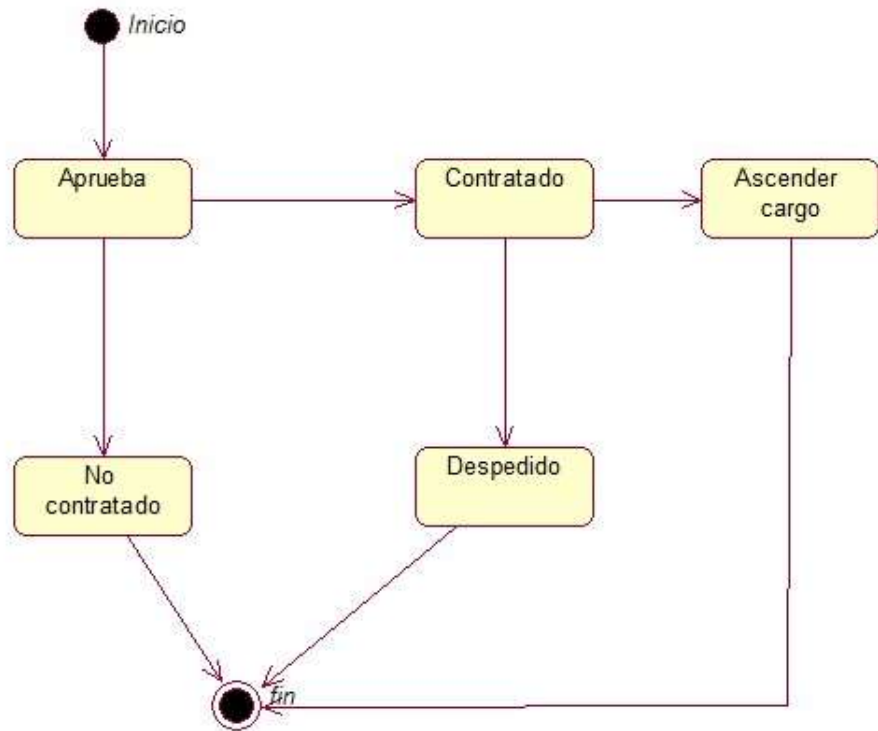 Inicio
Aprueba
Contratado
Ascender
cargo
No
contratado
Despedido
fin